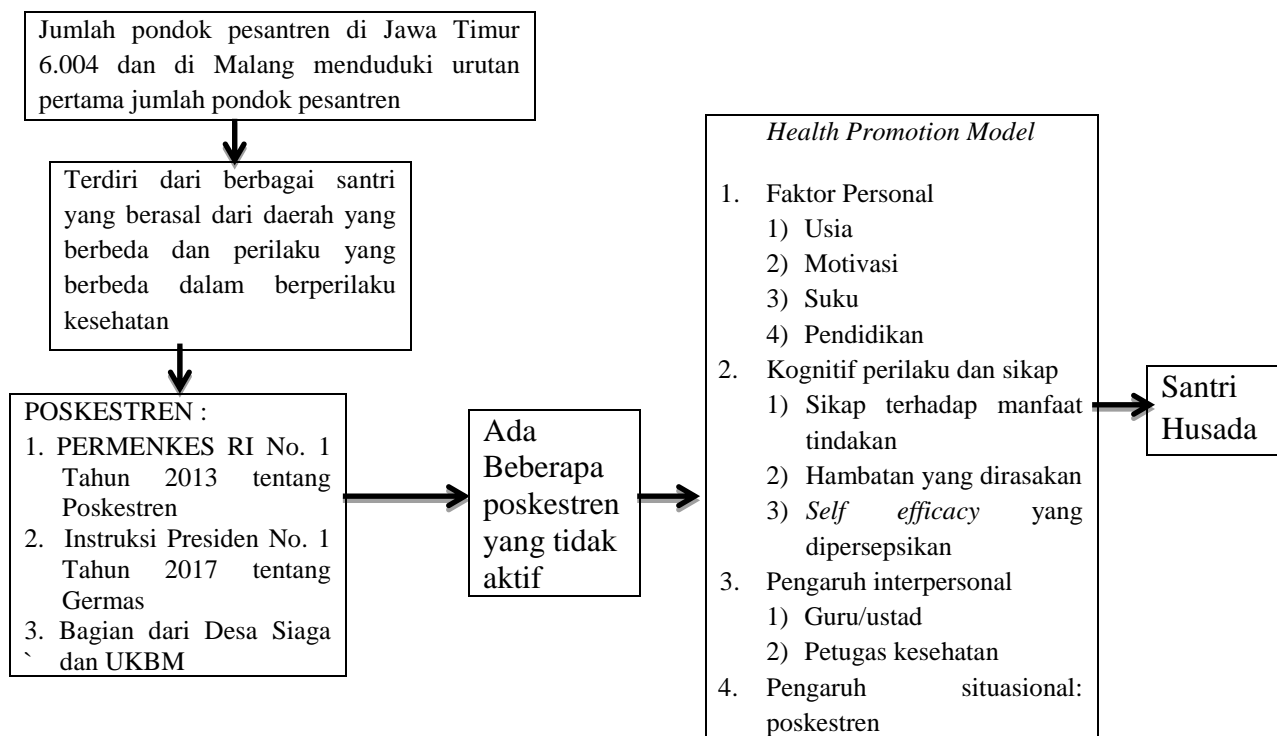 Jumlah pondok pesantren di Jawa Timur
6.004 dan di Malang menduduki urutan
pertama jumlah pondok pesantren
Terdiri dari berbagai santri
yang berasal dari daerah yang
berbeda dan perilaku yang
berbeda dalam berperilaku
kesehatan
POSKESTREN :
1. PERMENKES RI No. 1
Tahun 2013 tentang
Poskestren
2. Instruksi Presiden No. 1
Tahun 2017 tentang
Germas
3. Bagian dari Desa Siaga
` dan UKBM
Ada
Beberapa
poskestren
yang tidak
aktif
Health Promotion Model
1. Faktor Personal
1) Usia
2) Motivasi
3) Suku
4) Pendidikan
2. Kognitif perilaku dan sikap
1) Sikap terhadap manfaat
tindakan
2) Hambatan yang dirasakan
3) Self efficacy yang
dipersepsikan
3. Pengaruh interpersonal
1) Guru/ustad
2) Petugas kesehatan
4. Pengaruh situasional:
poskestren
Santri
Husada